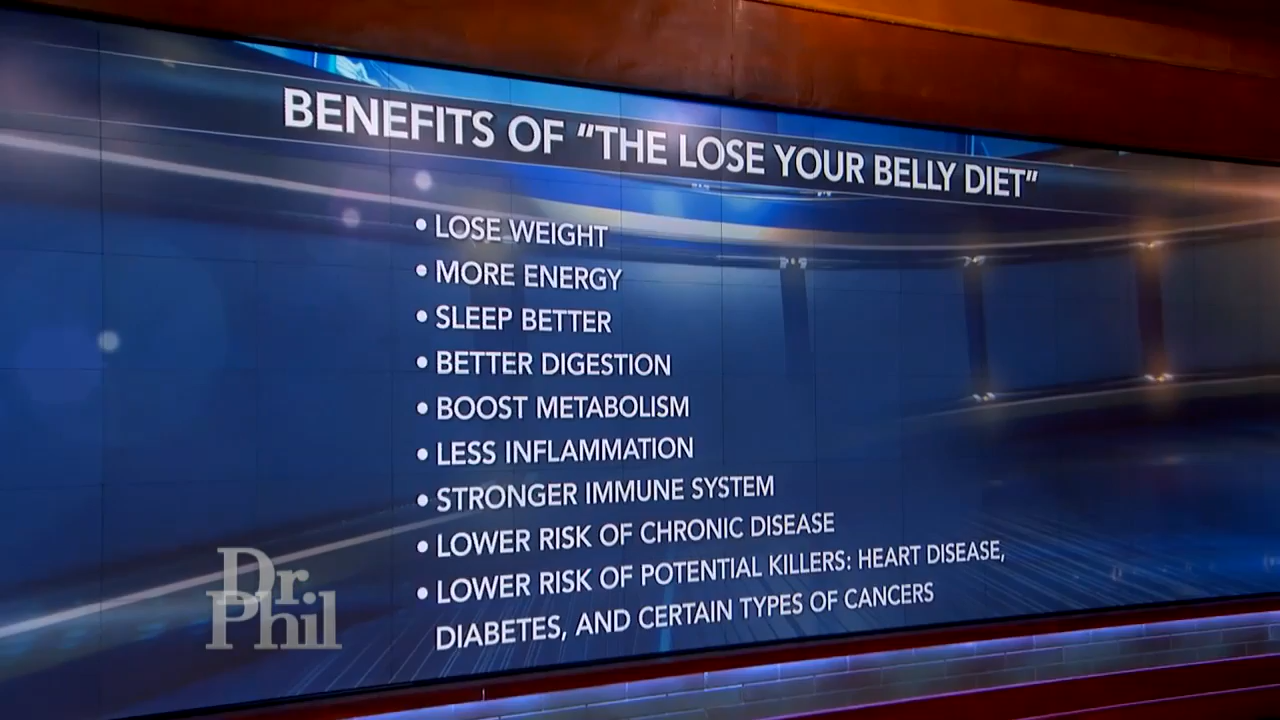 BENEFITS OF “THE LOSE YOUR BELLY DIET”
• LOSE WEIGHT
• MORE ENERGY
• SLEEP BETTER
• BETTER DIGESTION
• BOOST METABOLISM
• LESS INFLAMMATION
• STRONGER IMMUNE SYSTEM
• LOWER RISK OF CHRONIC DISEASE
• LOWER RISK OF POTENTIAL KILLERS: HEART DISEASE,
DIABETES, AND CERTAIN TYPES OF CANCERS
Dr.
Phil